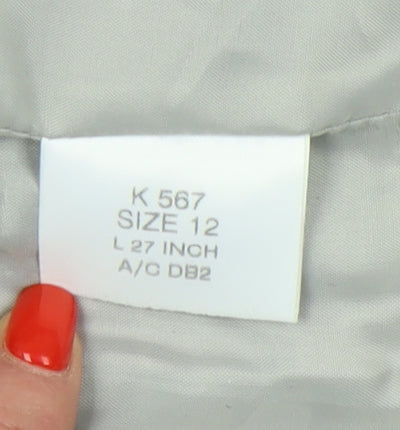 K 567
SIZE 12
L 27 INCH
A/C DB2